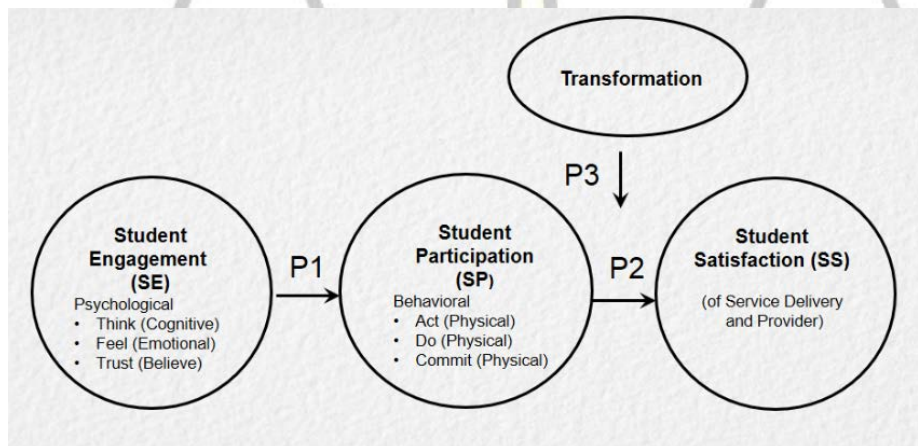 Transformation
P3
Student
Engagement
(SE)
Psychological
• Think (Cognitive)
• Feel (Emotional)
• Trust (Believe)
P1
Student
Participation
(SP)
Behavioral
• Act (Physical)
• Do (Physical)
• Commit (Physical)
P2
Student
Satisfaction (SS)
(of Service Delivery
and Provider)